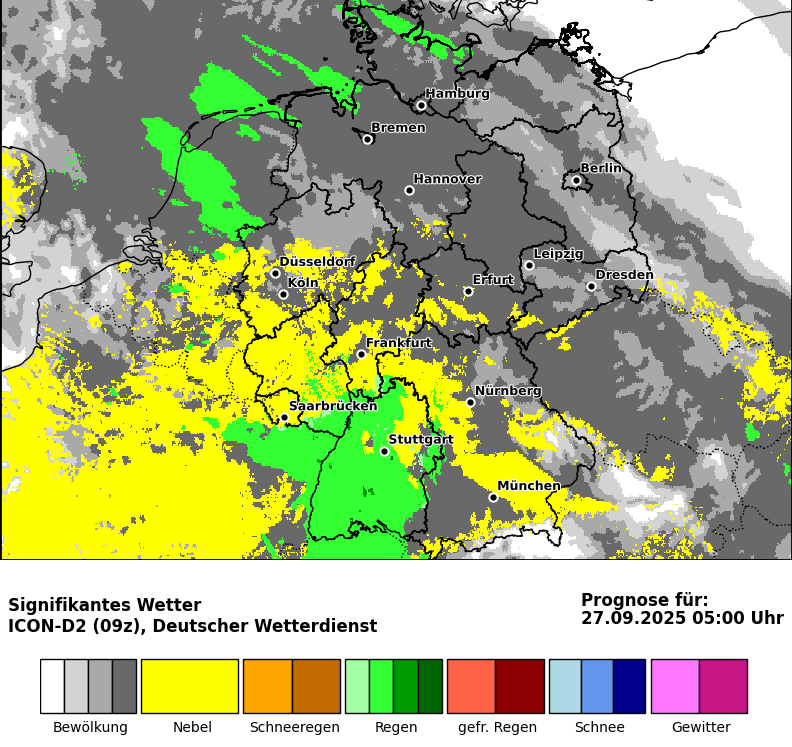 Hamburg
Bremen
Berlin
Hannover
Leipzig
Düsseldorf
Dresden
Erfurt
Köln
Frankfurt
Nürnberg
Saarbrücken
Stuttgart
München
Signifikantes Wetter
ICON-D2 (09z), Deutscher Wetterdienst
Prognose für:
27.09.2025 05:00 Uhr
Bewölkung Nebel Schneeregen Regen gefr. Regen Schnee Gewitter